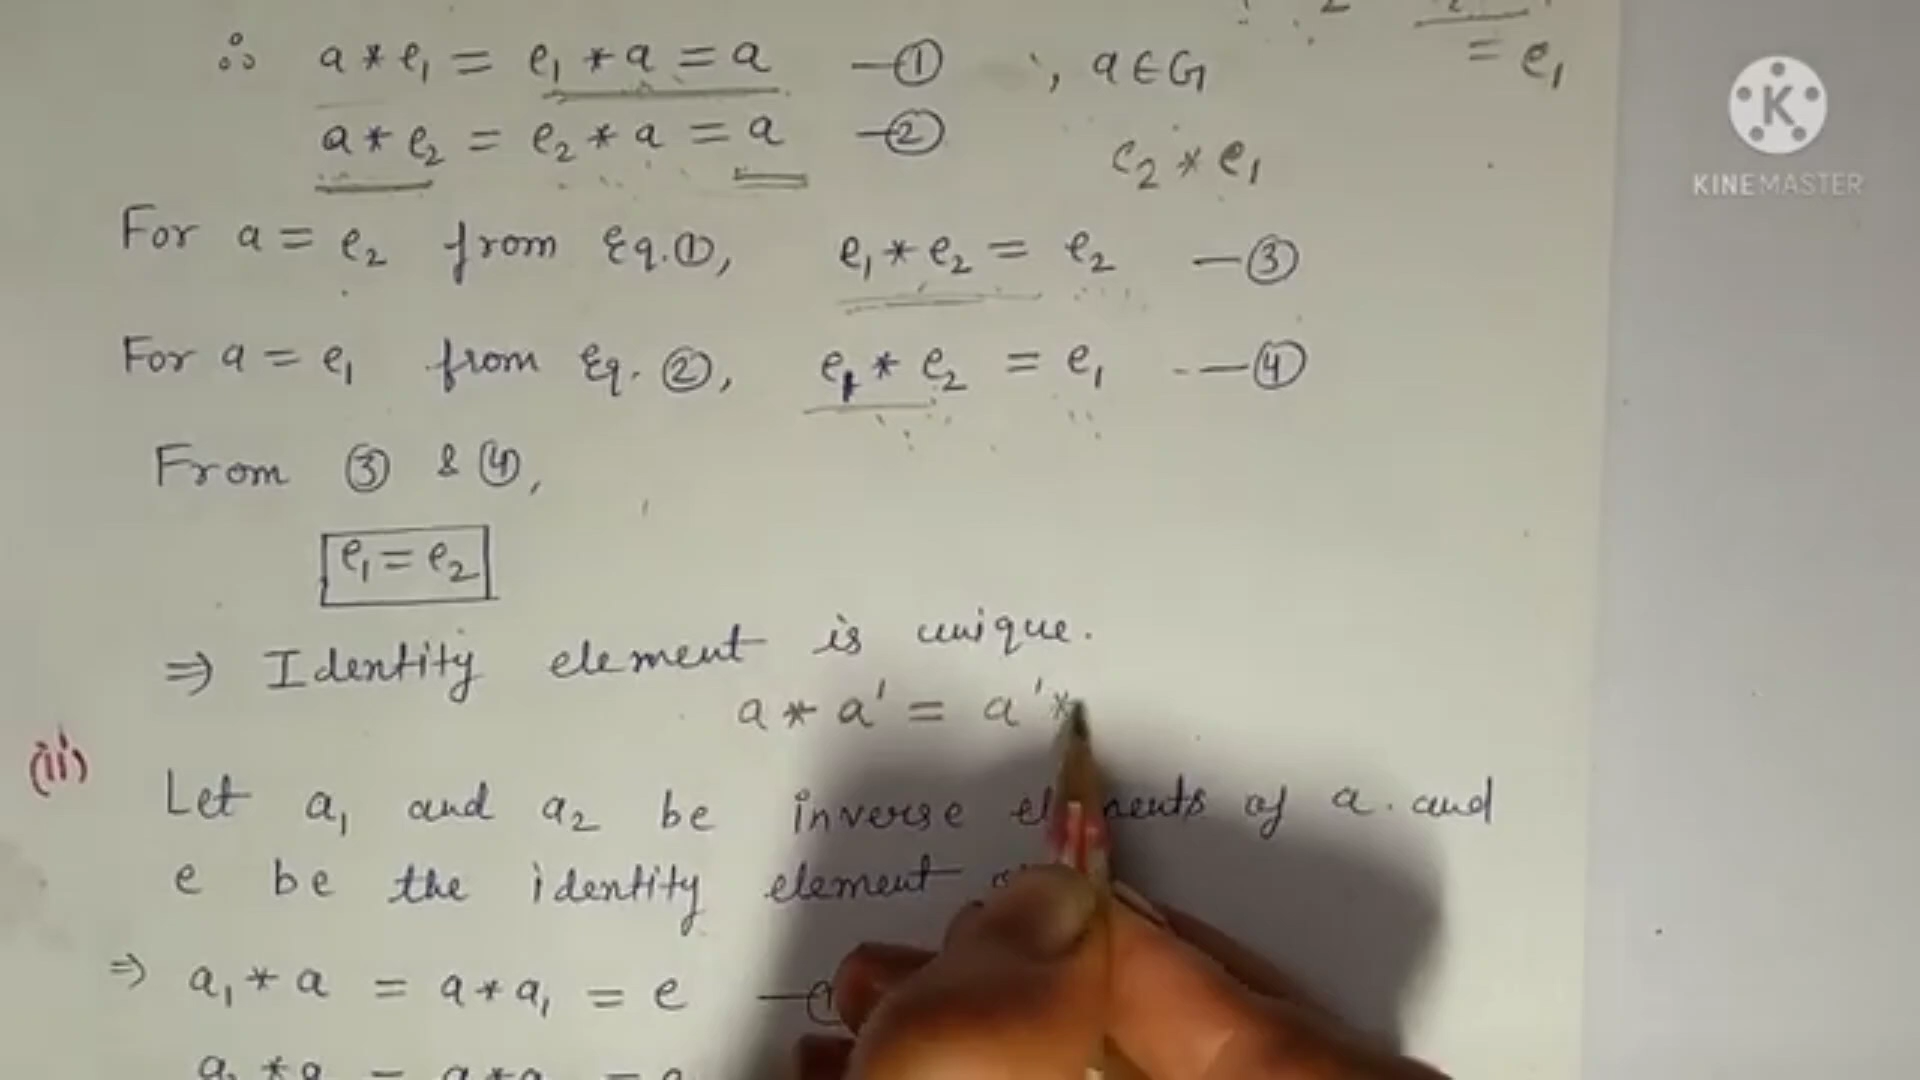 = e₁
∴ a * e₁ = e₁ * a = a —① , a ∈ G
a * e₂ = e₂ * a = a —②
e₂ * e₁
For a = e₂ from Eq.①, e₁ * e₂ = e₂ —③
For a = e₁ from Eq. ②, e₁ * e₂ = e₁ —④
From ③ & ④,
e₁ = e₂
⇒ Identity element is unique.
a * a' = a' *
(ii) Let a₁ and a₂ be inverse of a. and
e be the identity element
⇒ a₁ * a = a * a₁ = e
KINEMASTER